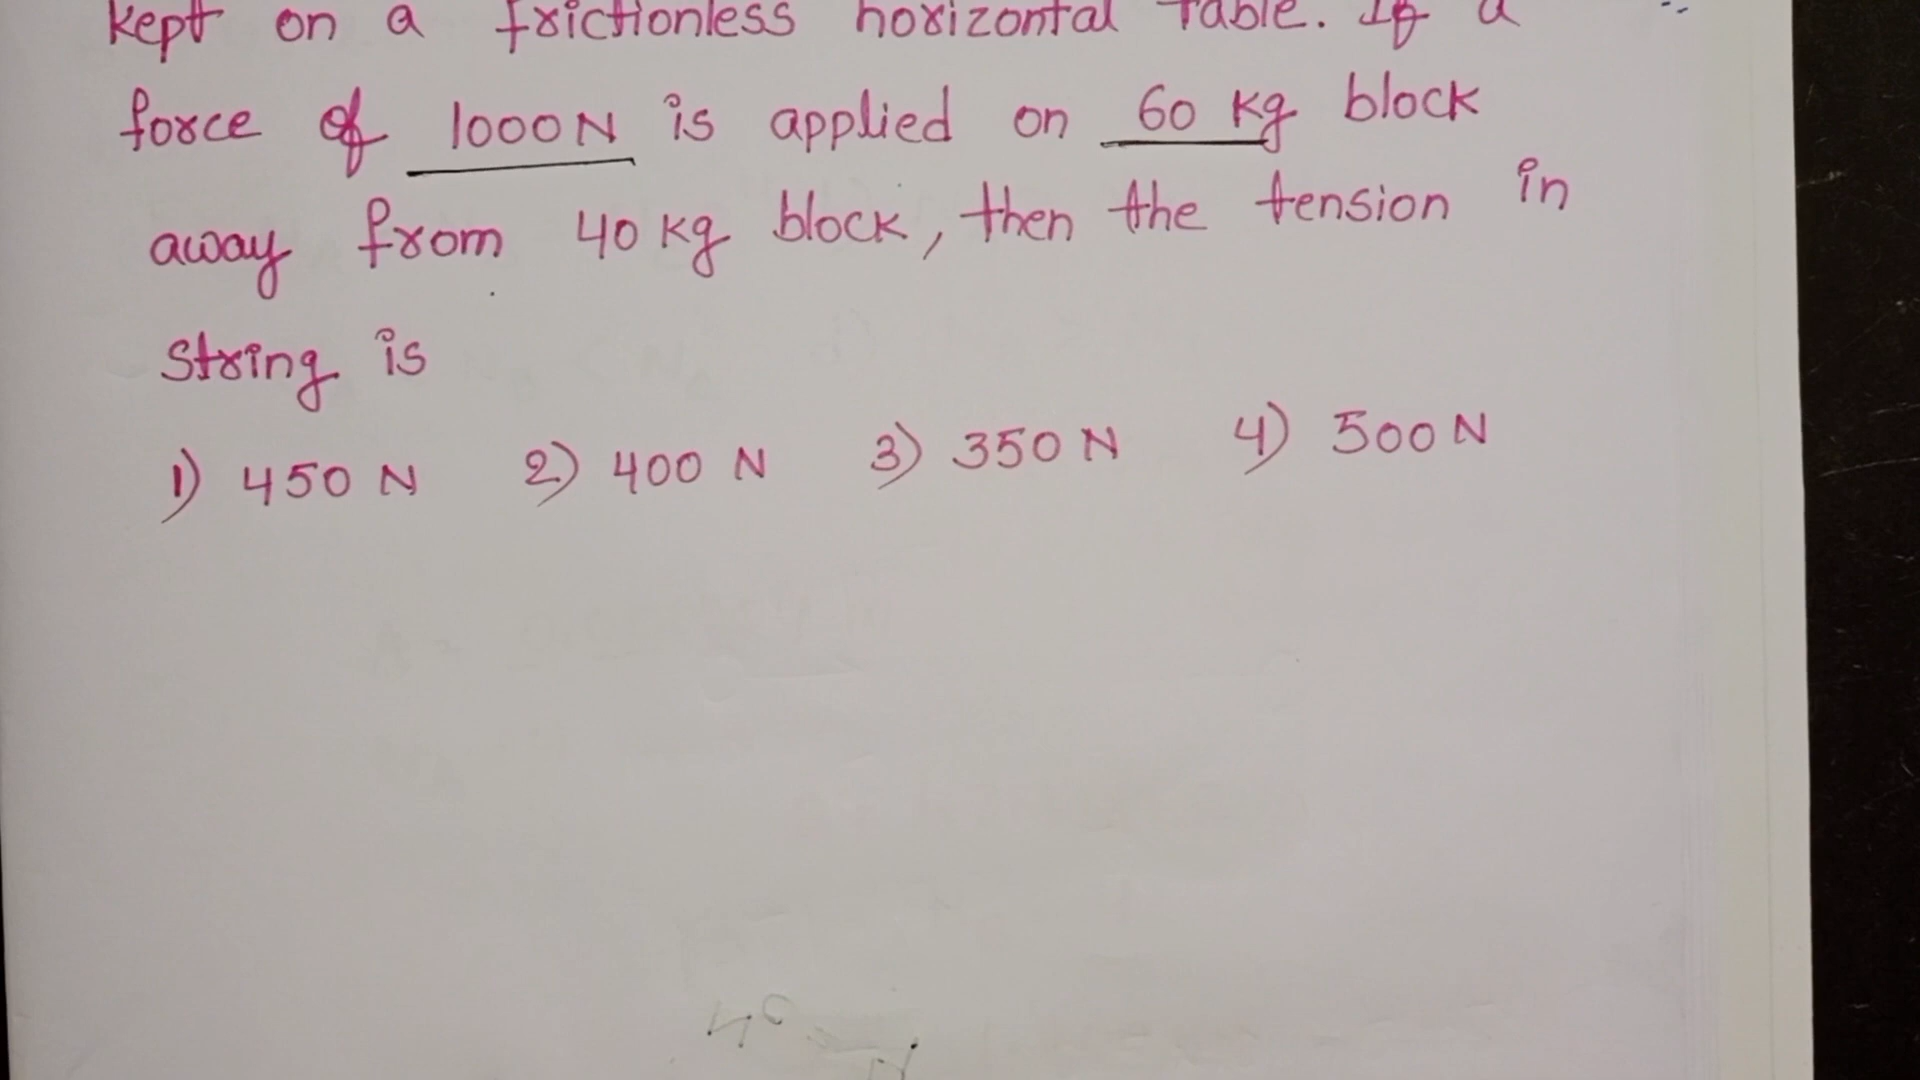 kept on a frictionless horizontal table. If a
force of 1000N is applied on 60 kg block
away from 40 kg block, then the tension in
string is
1) 450 N 2) 400 N 3) 350 N 4) 500 N